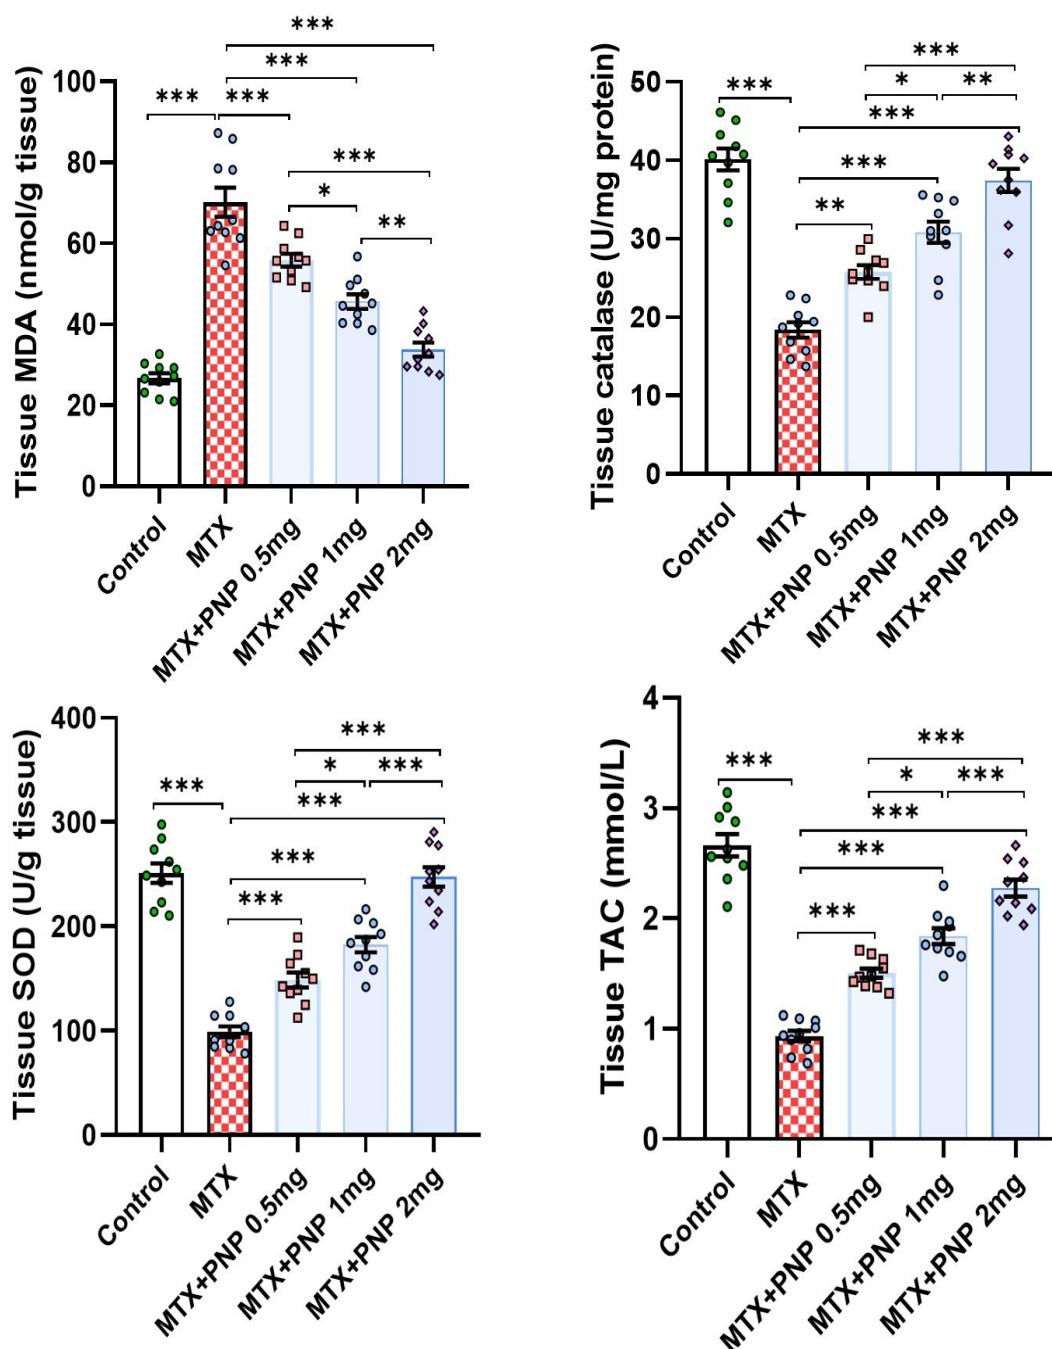 Tissue MDA (nmol/g tissue)
100
80
60
40
20
0
***
***
*** ***
***
*
**
Control
MTX
MTX+PNP 0.5mg
MTX+PNP 1mg
MTX+PNP 2mg
Tissue catalase (U/mg protein)
50
40
30
20
10
0
***
*** * **
***
***
**
Control
MTX
MTX+PNP 0.5mg
MTX+PNP 1mg
MTX+PNP 2mg
Tissue SOD (U/g tissue)
400
300
200
100
0
***
* ***
*** ***
***
***
Control
MTX
MTX+PNP 0.5mg
MTX+PNP 1mg
MTX+PNP 2mg
Tissue TAC (mmol/L)
4
3
2
1
0
***
*** * ***
***
***
***
Control
MTX
MTX+PNP 0.5mg
MTX+PNP 1mg
MTX+PNP 2mg